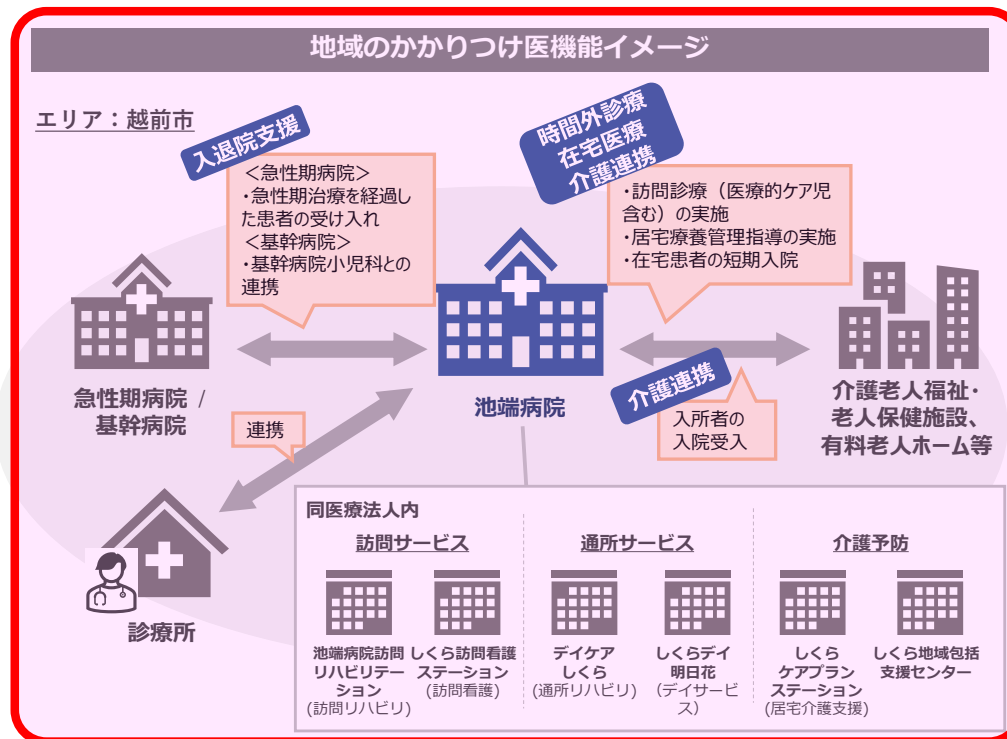 地域のかかりつけ医機能イメージ
エリア：越前市
入退院支援
＜急性期病院＞
・急性期治療を経過し
た患者の受け入れ
＜基幹病院＞
・基幹病院小児科との
連携
時間外診療
在宅医療
介護連携
・訪問診療（医療的ケア児
含む）の実施
・居宅療養管理指導の実施
・在宅患者の短期入院
急性期病院 /
基幹病院
池端病院
介護連携
入所者の
入院受入
介護老人福祉・
老人保健施設、
有料老人ホーム等
連携
診療所
同医療法人内
訪問サービス
池端病院訪問
リハビリテー
ション
(訪問リハビリ)
しくら訪問看護
ステーション
(訪問看護)
通所サービス
デイケア
しくら
(通所リハビリ)
しくらデイ
明日花
（デイサービ
ス）
介護予防
しくら
ケアプラン
ステーション
(居宅介護支援)
しくら地域包括
支援センター